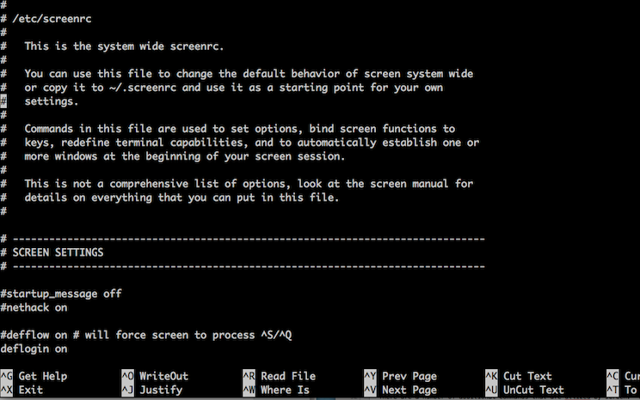 #
# /etc/screenrc
#
#   This is the system wide screenrc.
#
#   You can use this file to change the default behavior of screen system wide
#   or copy it to ~/.screenrc and use it as a starting point for your own
#   settings.
#
#   Commands in this file are used to set options, bind screen functions to
#   keys, redefine terminal capabilities, and to automatically establish one or
#   more windows at the beginning of your screen session.
#
#   This is not a comprehensive list of options, look at the screen manual for
#   details on everything that you can put in this file.
#
# ------------------------------------------------------------------------------
# SCREEN SETTINGS
# ------------------------------------------------------------------------------
#startup_message off
#nethack on
#defflow on # will force screen to process ^S/^Q
deflogin on
^G Get Help ^O WriteOut ^R Read File ^Y Prev Page ^K Cut Text ^C Cur
^X Exit ^J Justify ^W Where Is ^V Next Page ^U UnCut Text ^T To